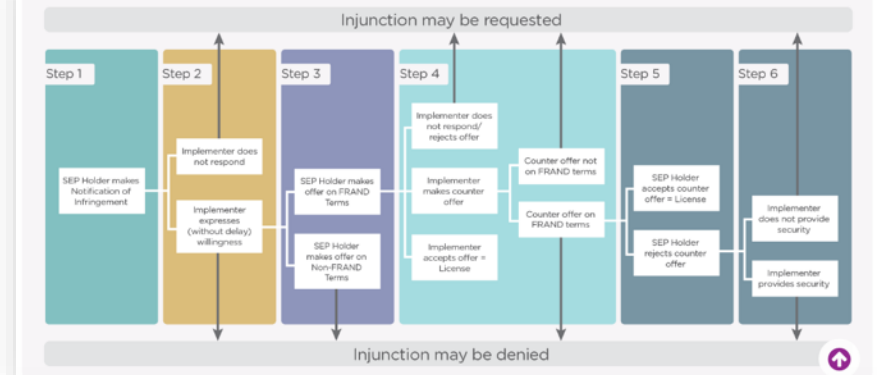 Injunction may be requested
Step 1
Step 2
Step 3
Step 4
Step 5
Step 6
SEP Holder makes
Notification of
Infringement
Implementer does
not respond
Implementer
expresses
(without delay)
willingness
SEP Holder makes
offer on FRAND
Terms
SEP Holder
makes offer on
Non-FRAND
Terms
Implementer does
not respond/
rejects offer
Implementer
makes counter
offer
Implementer
accepts offer =
License
Counter offer not
on FRAND terms
Counter offer on
FRAND terms
SEP Holder
accepts counter
offer = License
SEP Holder
rejects counter
offer
Implementer
does not provide
security
Implementer
provides security
Injunction may be denied